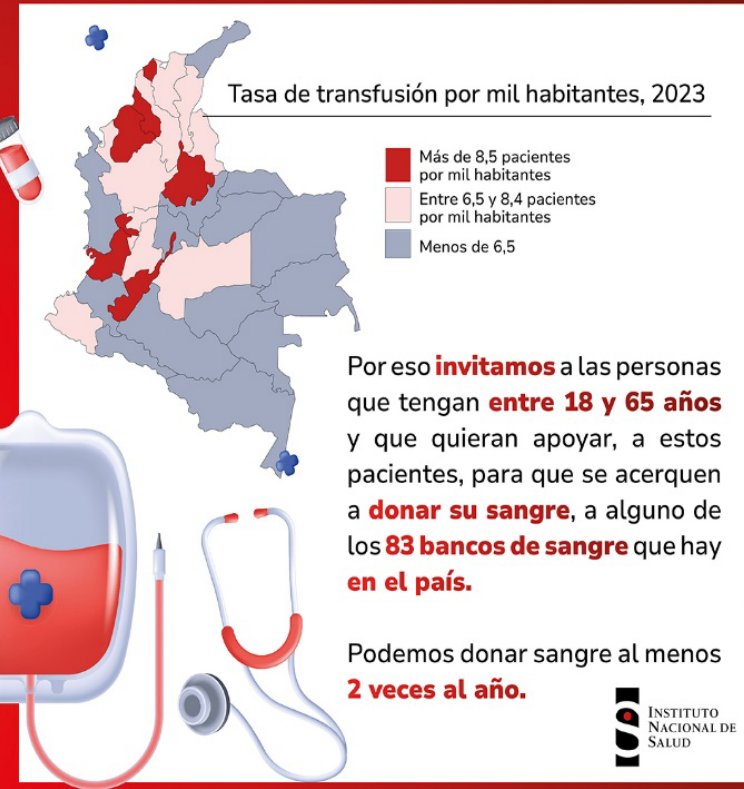 Tasa de transfusión por mil habitantes, 2023
Más de 8,5 pacientes
por mil habitantes
Entre 6,5 y 8,4 pacientes
por mil habitantes
Menos de 6,5
Por eso invitamos a las personas
que tengan entre 18 y 65 años
y que quieran apoyar, a estos
pacientes, para que se acerquen
a donar su sangre, a alguno de
los 83 bancos de sangre que hay
en el país.
Podemos donar sangre al menos
2 veces al año.
INSTITUTO
NACIONAL DE
SALUD